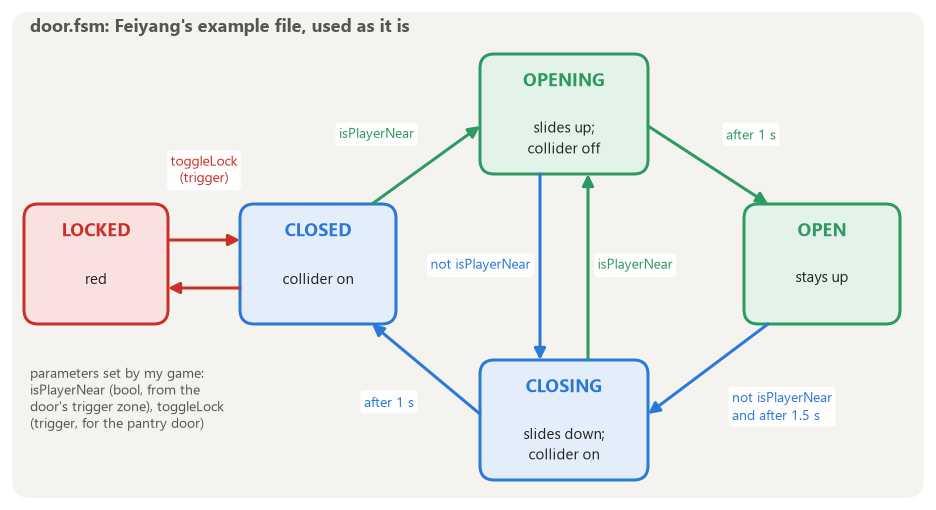 door.fsm: Feiyang's example file, used as it is
OPENING
slides up;
collider off
isPlayerNear
after 1 s
toggleLock
(trigger)
LOCKED
red
CLOSED
collider on
not isPlayerNear
isPlayerNear
OPEN
stays up
CLOSING
slides down;
collider on
after 1 s
not isPlayerNear
and after 1.5 s
parameters set by my game:
isPlayerNear (bool, from the
door's trigger zone), toggleLock
(trigger, for the pantry door)